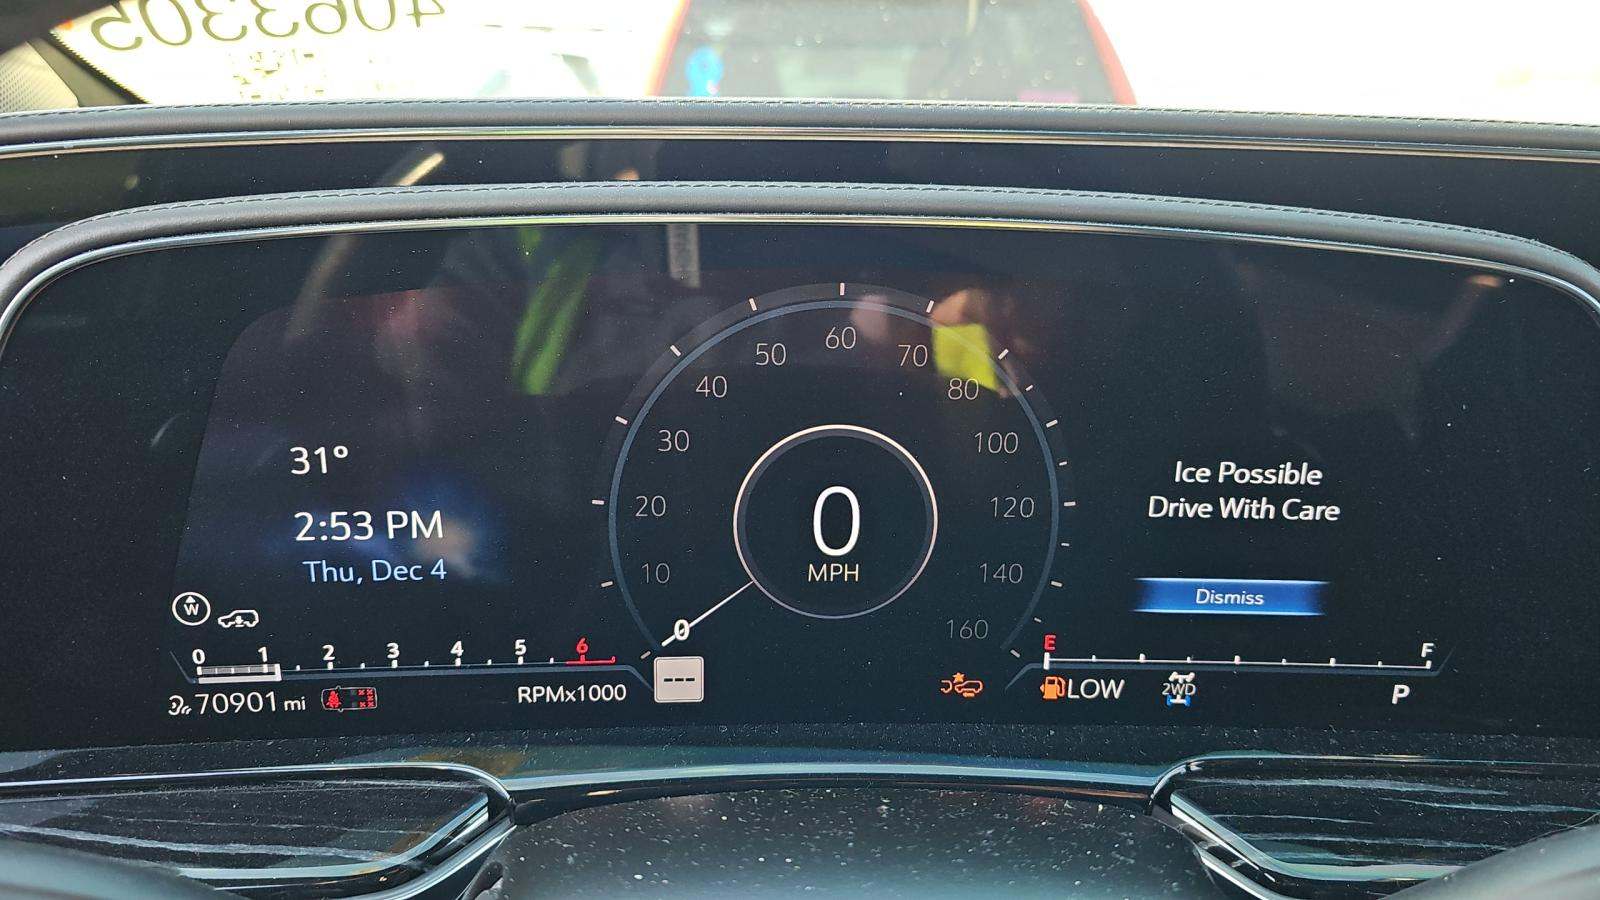 4063305
31°
2:53 PM
Thu, Dec 4
W
0 1 2 3 4 5 6
70901 mi
RPMx1000
0 10 20 30 40 50 60 70 80 100 120 140 160
0
MPH
---
Ice Possible
Drive With Care
Dismiss
E F
LOW
2WD
P